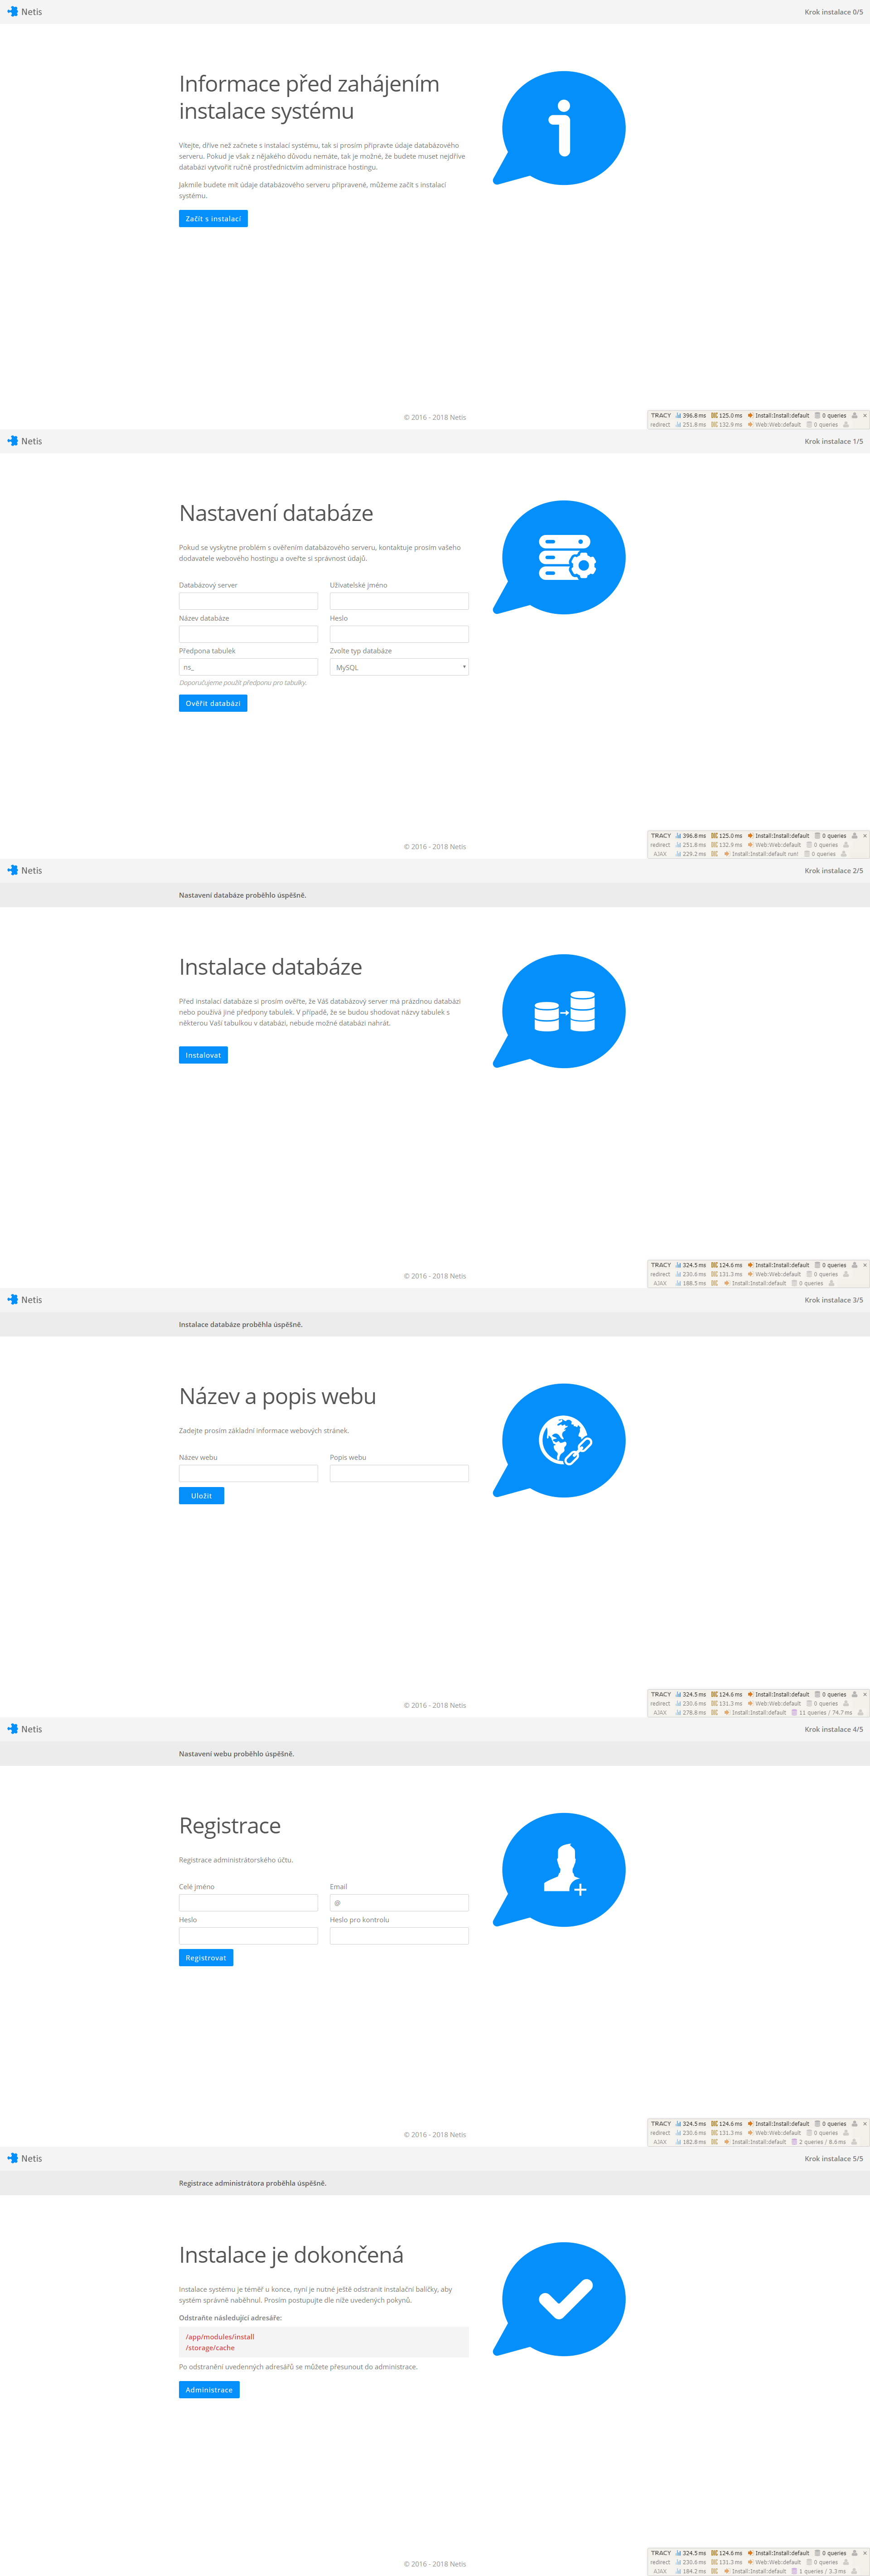 Netis
Krok instalace 0/5
Informace před zahájením
instalace systému
Vítejte, dříve než začnete s instalací systému, tak si prosím připravte údaje databázového
serveru. Pokud je však z nějakého důvodu nemáte, tak je možné, že budete muset nejdříve
databázi vytvořit ručně prostřednictvím administrace hostingu.
Jakmile budete mít údaje databázového serveru připravené, můžeme začít s instalací
systému.
Začít s instalací
© 2016 - 2018 Netis
TRACY 396.8 ms 125.0 ms Install:Install:default 0 queries ×
redirect 251.8 ms 132.9 ms Web:Web:default 0 queries
Netis
Krok instalace 1/5
Nastavení databáze
Pokud se vyskytne problém s ověřením databázového serveru, kontaktuje prosím vašeho
dodavatele webového hostingu a oveřte si správnost údajů.
Databázový server
Uživatelské jméno
Název databáze
Heslo
Předpona tabulek
Zvolte typ databáze
ns_
MySQL
Doporučujeme použít předponu pro tabulky.
Ověřit databázi
© 2016 - 2018 Netis
TRACY 396.8 ms 125.0 ms Install:Install:default 0 queries ×
redirect 251.8 ms 132.9 ms Web:Web:default 0 queries
AJAX 229.2 ms Install:Install:default run! 0 queries
Netis
Krok instalace 2/5
Nastavení databáze proběhlo úspěšně.
Instalace databáze
Před instalací databáze si prosím ověřte, že Váš databázový server má prázdnou databázi
nebo používá jiné předpony tabulek. V případě, že se budou shodovat názvy tabulek s
některou Vaší tabulkou v databázi, nebude možné databázi nahrát.
Instalovat
© 2016 - 2018 Netis
TRACY 324.5 ms 124.6 ms Install:Install:default 0 queries ×
redirect 230.6 ms 131.3 ms Web:Web:default 0 queries
AJAX 188.5 ms Install:Install:default 0 queries
Netis
Krok instalace 3/5
Instalace databáze proběhla úspěšně.
Název a popis webu
Zadejte prosím základní informace webových stránek.
Název webu
Popis webu
Uložit
© 2016 - 2018 Netis
TRACY 324.5 ms 124.6 ms Install:Install:default 0 queries ×
redirect 230.6 ms 131.3 ms Web:Web:default 0 queries
AJAX 276.8 ms Install:Install:default 11 queries / 74.7 ms
Netis
Krok instalace 4/5
Nastavení webu proběhlo úspěšně.
Registrace
Registrace administrátorského účtu.
Celé jméno
Email
@
Heslo
Heslo pro kontrolu
Registrovat
© 2016 - 2018 Netis
TRACY 324.5 ms 124.6 ms Install:Install:default 0 queries ×
redirect 230.6 ms 131.3 ms Web:Web:default 0 queries
AJAX 182.8 ms Install:Install:default 2 queries / 8.6 ms
Netis
Krok instalace 5/5
Registrace administrátora proběhla úspěšně.
Instalace je dokončená
Instalace systému je téměř u konce, nyní je nutné ještě odstranit instalační balíčky, aby
systém správně naběhnul. Prosím postupujte dle níže uvedených pokynů.
Odstraňte následující adresáře:
/app/modules/install
/storage/cache
Po odstranění uvedenných adresářů se můžete přesunout do administrace.
Administrace
© 2016 - 2018 Netis
TRACY 324.5 ms 124.6 ms Install:Install:default 0 queries ×
redirect 230.6 ms 131.3 ms Web:Web:default 0 queries
AJAX 184.2 ms Install:Install:default 1 queries / 3.3 ms